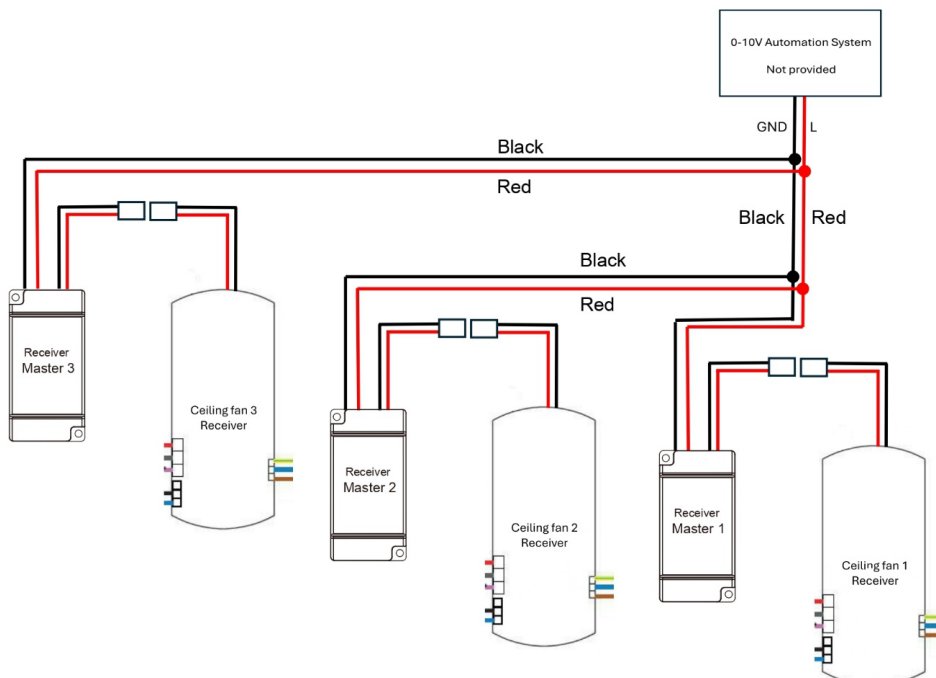 0-10V Automation System
Not provided
GND
L
Black
Red
Black
Red
Black
Red
Receiver
Master 3
Ceiling fan 3
Receiver
Receiver
Master 2
Ceiling fan 2
Receiver
Receiver
Master 1
Ceiling fan 1
Receiver